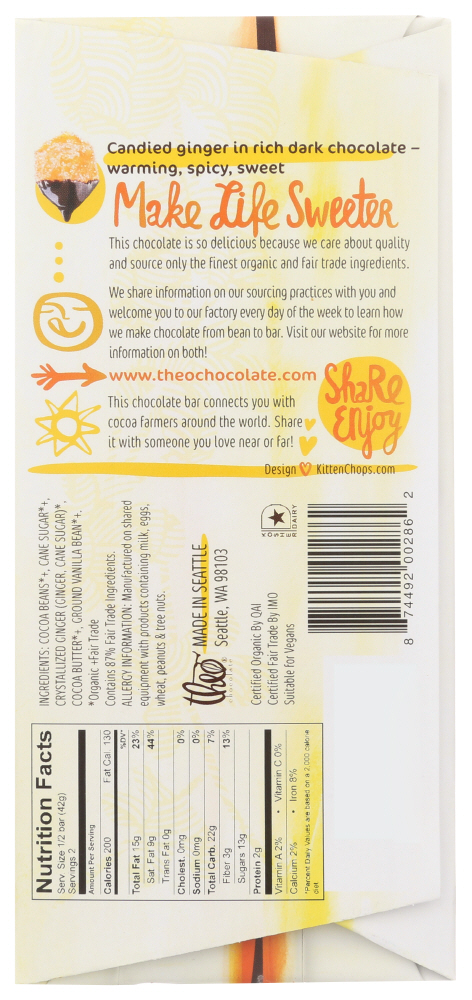 Candied ginger in rich dark chocolate –
warming, spicy, sweet
Make Life Sweeter
This chocolate is so delicious because we care about quality
and source only the finest organic and fair trade ingredients.
We share information on our sourcing practices with you and
welcome you to our factory every day of the week to learn how
we make chocolate from bean to bar. Visit our website for more
information on both!
www.theochocolate.com
This chocolate bar connects you with
cocoa farmers around the world. Share
it with someone you love near or far!
ShaRe
Enjoy
Design KittenChops.com
INGREDIENTS: COCOA BEANS*+, CANE SUGAR*+,
CRYSTALLIZED GINGER (GINGER, CANE SUGAR)*,
COCOA BUTTER*+, GROUND VANILLA BEAN*+.
*Organic +Fair Trade
Contains 87% Fair Trade Ingredients.
ALLERGY INFORMATION: Manufactured on shared
equipment with products containing milk, eggs,
wheat, peanuts & tree nuts.
theo
chocolate
MADE IN SEATTLE
Seattle, WA 98103
Certified Organic By QAI
Certified Fair Trade By IMO
Suitable for Vegans
KOSHER
DAIRY
8 74492 00286 2
Nutrition Facts
Serv. Size 1/2 bar (42g)
Servings 2
Amount Per Serving
Calories 200 Fat Cal. 130
%DV*
Total Fat 15g 23%
Sat. Fat 9g 44%
Trans Fat 0g
Cholest. 0mg 0%
Sodium 0mg 0%
Total Carb. 22g 7%
Fiber 3g 13%
Sugars 13g
Protein 2g
Vitamin A 2% • Vitamin C 0%
Calcium 2% • Iron 8%
*Percent Daily Values are based on a 2,000 calorie
diet